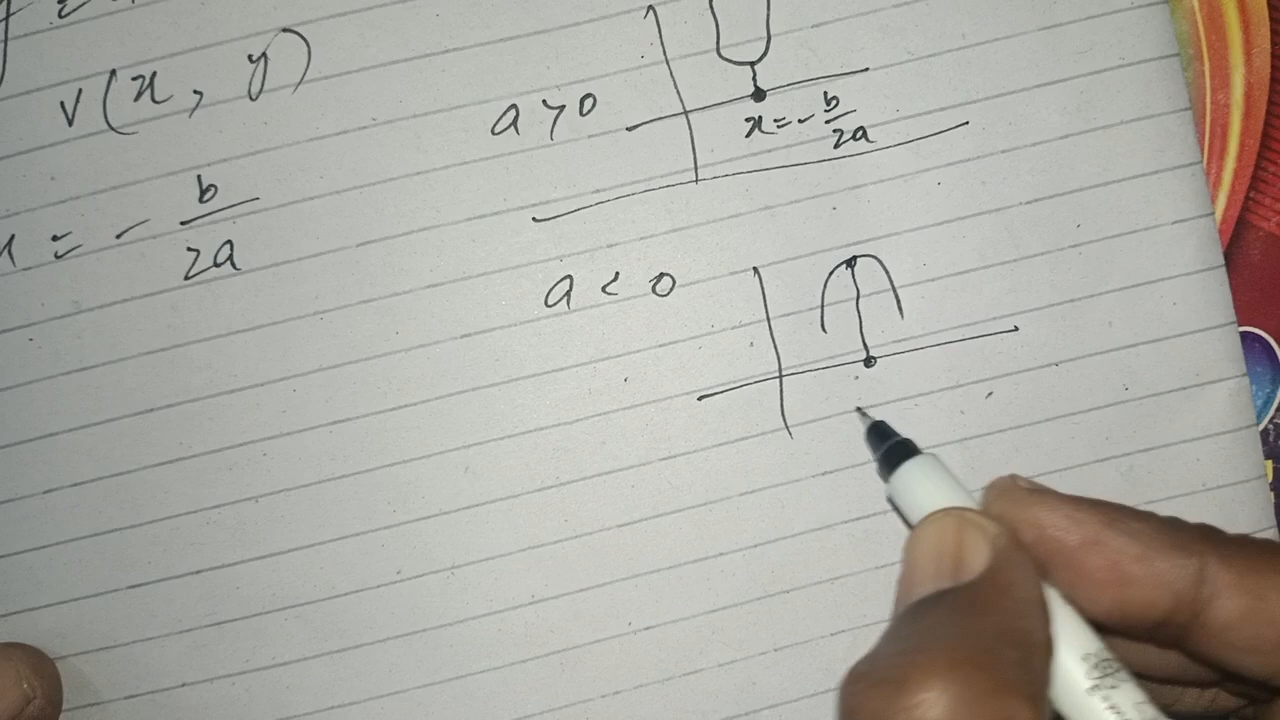 v(x, y)
x = - b/2a
a > 0
x = - b/2a
a < 0